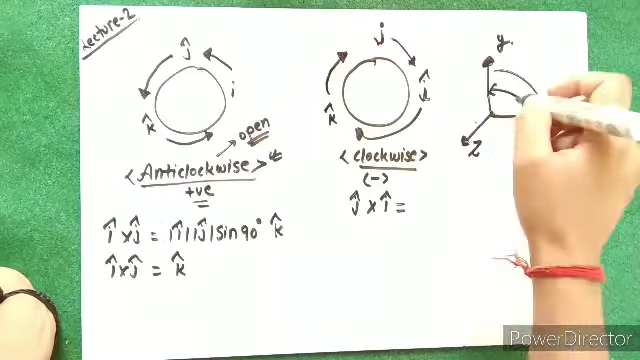 Lecture-2
ĵ
î
k̂
open
<Anticlockwise>
+ve
î x ĵ = |î||ĵ|sin90° k̂
î x ĵ = k̂
ĵ
î
k̂
<clockwise>
(-)
ĵ x î =
y.
Z
PowerDirector